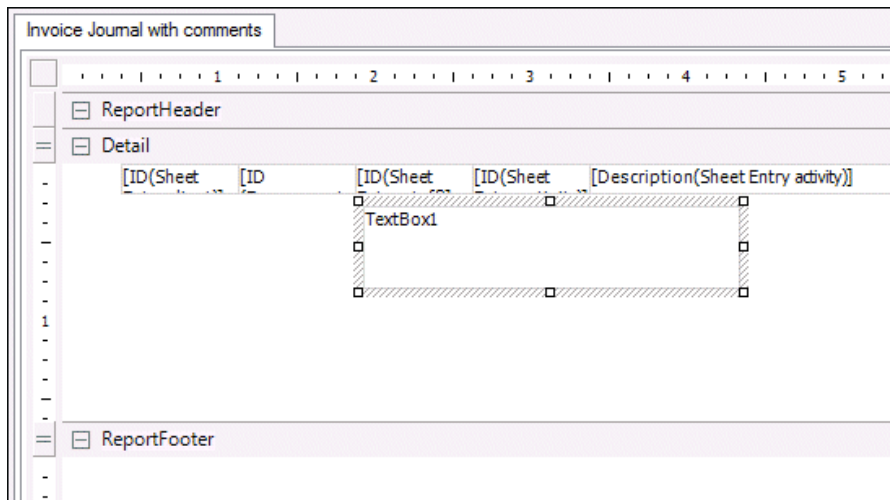 Invoice Journal with comments
1 2 3 4 5
ReportHeader
Detail
[ID(Sheet [ID [ID(Sheet [ID(Sheet [Description(Sheet Entry activity)]
TextBox1
1
ReportFooter